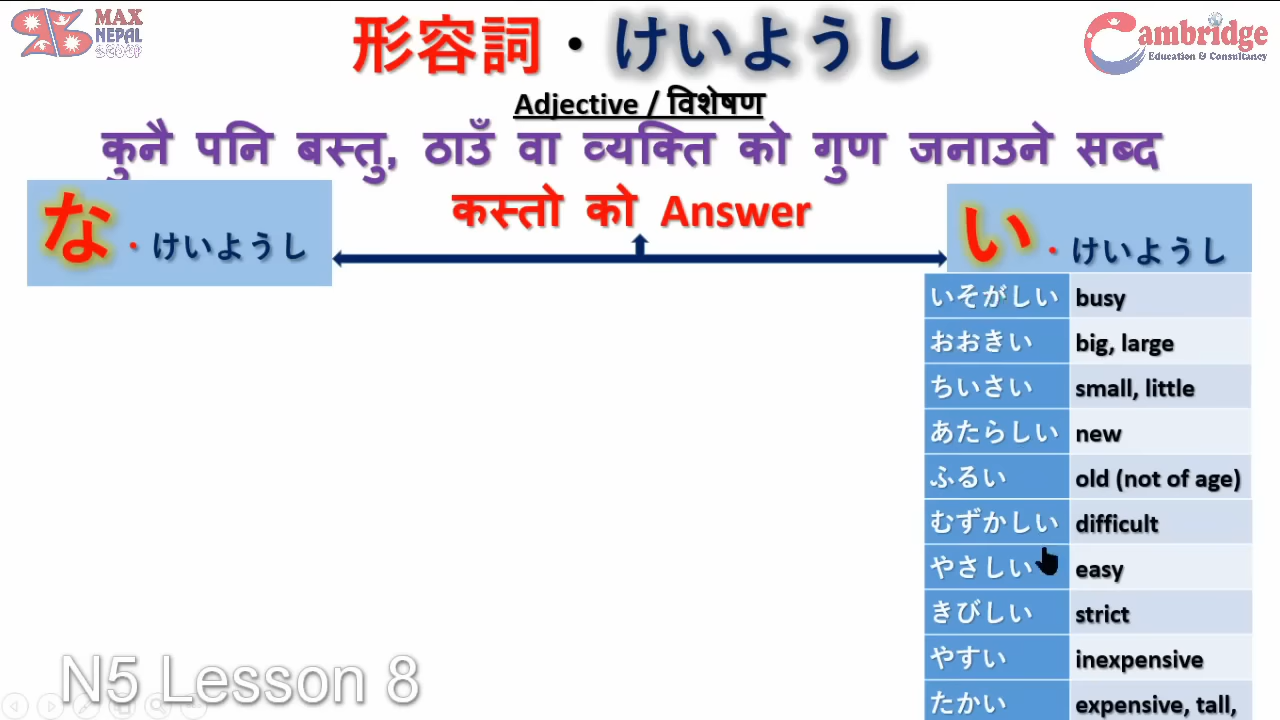 MAX
NEPAL
SCOOP
形容詞・けいようし
Cambridge
Education & Consultancy
Adjective / विशेषण
कुनै पनि बस्तु, ठाउँ वा व्यक्ति को गुण जनाउने सब्द
कस्तो को Answer
な・けいようし
い・けいようし
いそがしい busy
おおきい big, large
ちいさい small, little
あたらしい new
ふるい old (not of age)
むずかしい difficult
やさしい easy
きびしい strict
やすい inexpensive
たかい expensive, tall,
N5 Lesson 8